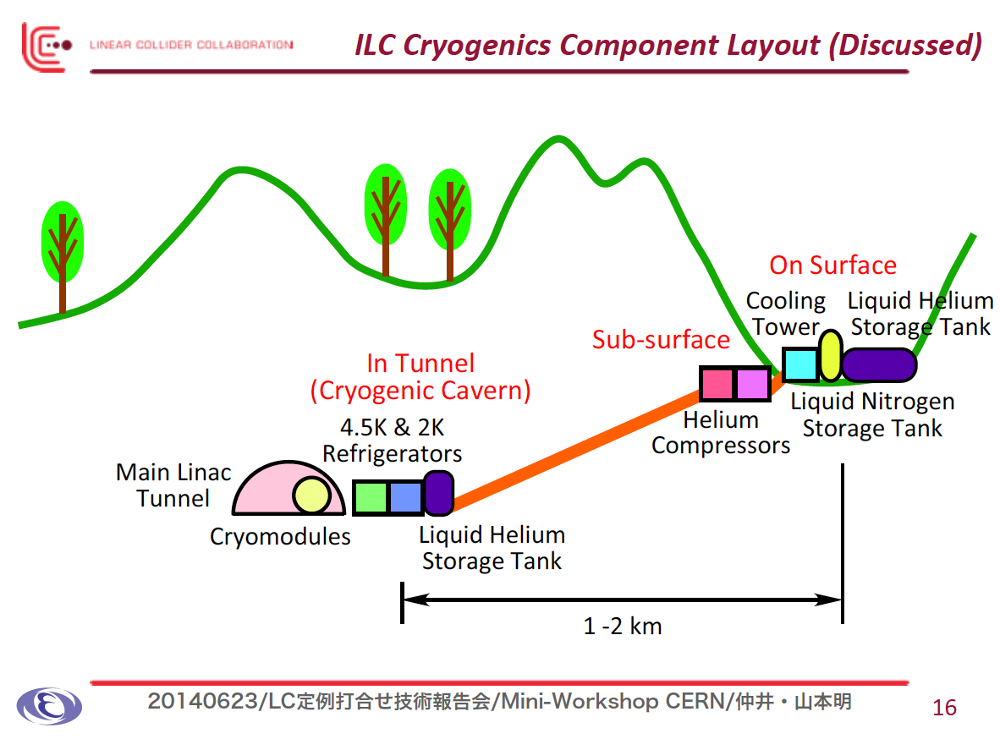 LINEAR COLLIDER COLLABORATION
ILC Cryogenics Component Layout (Discussed)
On Surface
Cooling
Tower
Liquid Helium
Storage Tank
Sub-surface
In Tunnel
(Cryogenic Cavern)
4.5K & 2K
Refrigerators
Liquid Nitrogen
Storage Tank
Helium
Compressors
Main Linac
Tunnel
Cryomodules
Liquid Helium
Storage Tank
1 -2 km
20140623/LC定例打合せ技術報告会/Mini-Workshop CERN/仲井・山本明
16